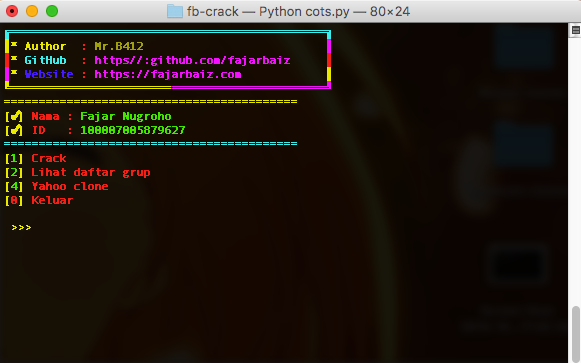 fb-crack — Python cots.py — 80×24
* Author : Mr.B412
* GitHub : https//:github.com/fajarbaiz
* Website : https://fajarbaiz.com
==========================================
[✔] Nama : Fajar Nugroho
[✔] ID : 100007005879627
==========================================
[1] Crack
[2] Lihat daftar grup
[4] Yahoo clone
[0] Keluar
>>>